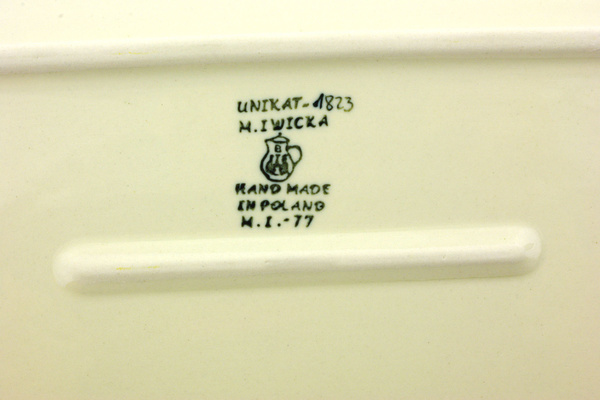 UNIKAT-1823
M. IWICKA
B
HAND MADE
IN POLAND
M.I.-77